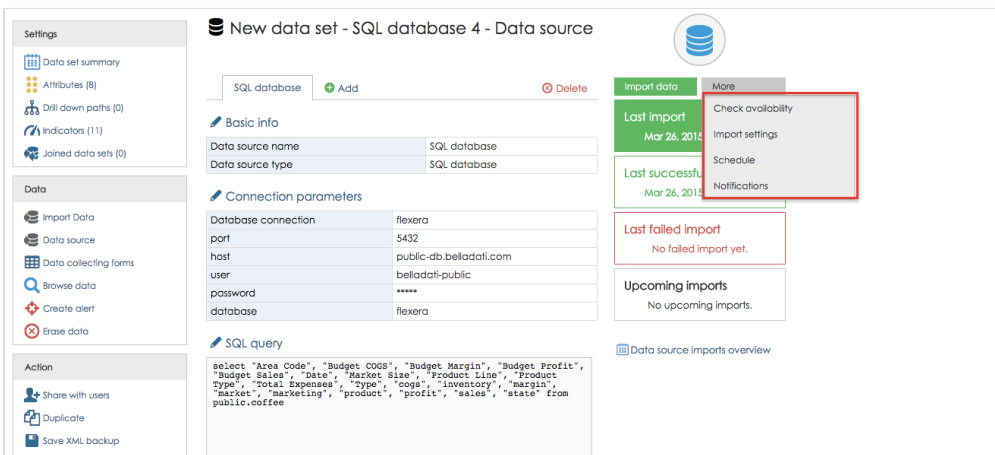 Settings
Data set summary
Attributes (8)
Drill down paths (0)
Indicators (11)
Joined data sets (0)
Data
Import Data
Data source
Data collecting forms
Browse data
Create alert
Erase data
Action
Share with users
Duplicate
Save XML backup
New data set - SQL database 4 - Data source
SQL database
Add
Delete
Basic info
Data source name SQL database
Data source type SQL database
Connection parameters
Database connection flexera
port 5432
host public-db.belladati.com
user belladati-public
password *****
database flexera
SQL query
select "Area Code", "Budget COGS", "Budget Margin", "Budget Profit",
"Budget Sales", "Date", "Market Size", "Product Line", "Product
Type", "Total Expenses", "Type", "cogs", "inventory", "margin",
"market", "marketing", "product", "profit", "sales", "state" from
public.coffee
Import data
More
Check availability
Import settings
Schedule
Notifications
Last import
Mar 26, 2015
Last successfu
Mar 26, 2015
Last failed import
No failed import yet.
Upcoming imports
No upcoming imports.
Data source imports overview